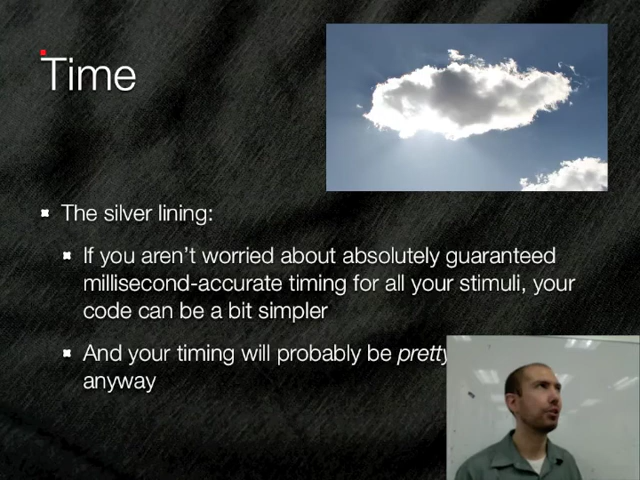 Time
The silver lining:
If you aren't worried about absolutely guaranteed
millisecond-accurate timing for all your stimuli, your
code can be a bit simpler
And your timing will probably be pretty
anyway